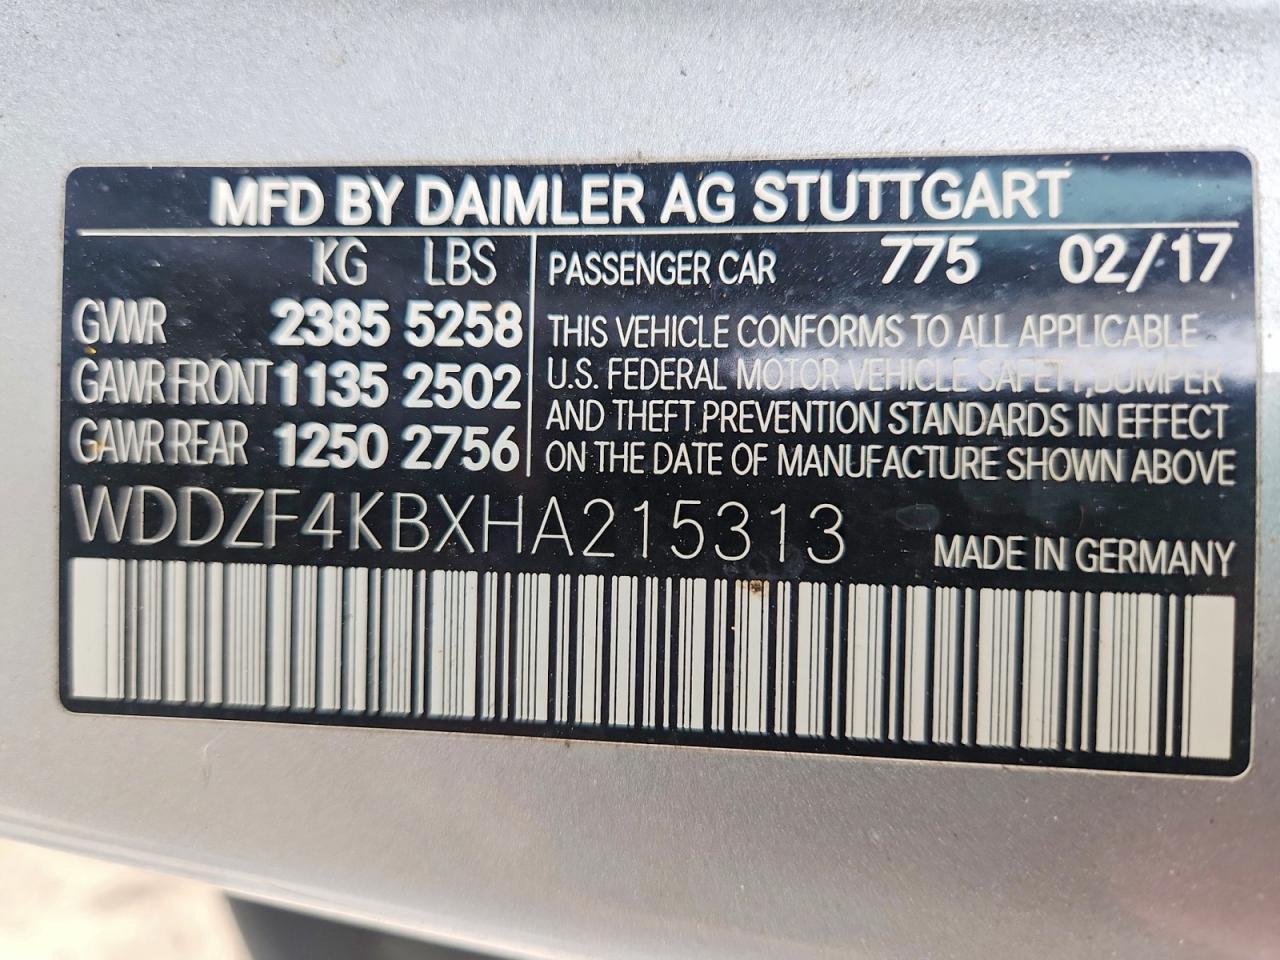 MFD BY DAIMLER AG STUTTGART
KG LBS
GVWR 2385 5258
GAWR FRONT 1135 2502
GAWR REAR 1250 2756
PASSENGER CAR 775 02/17
THIS VEHICLE CONFORMS TO ALL APPLICABLE
U.S. FEDERAL MOTOR VEHICLE SAFETY, BUMPER
AND THEFT PREVENTION STANDARDS IN EFFECT
ON THE DATE OF MANUFACTURE SHOWN ABOVE
WDDZF4KBXHA215313
MADE IN GERMANY